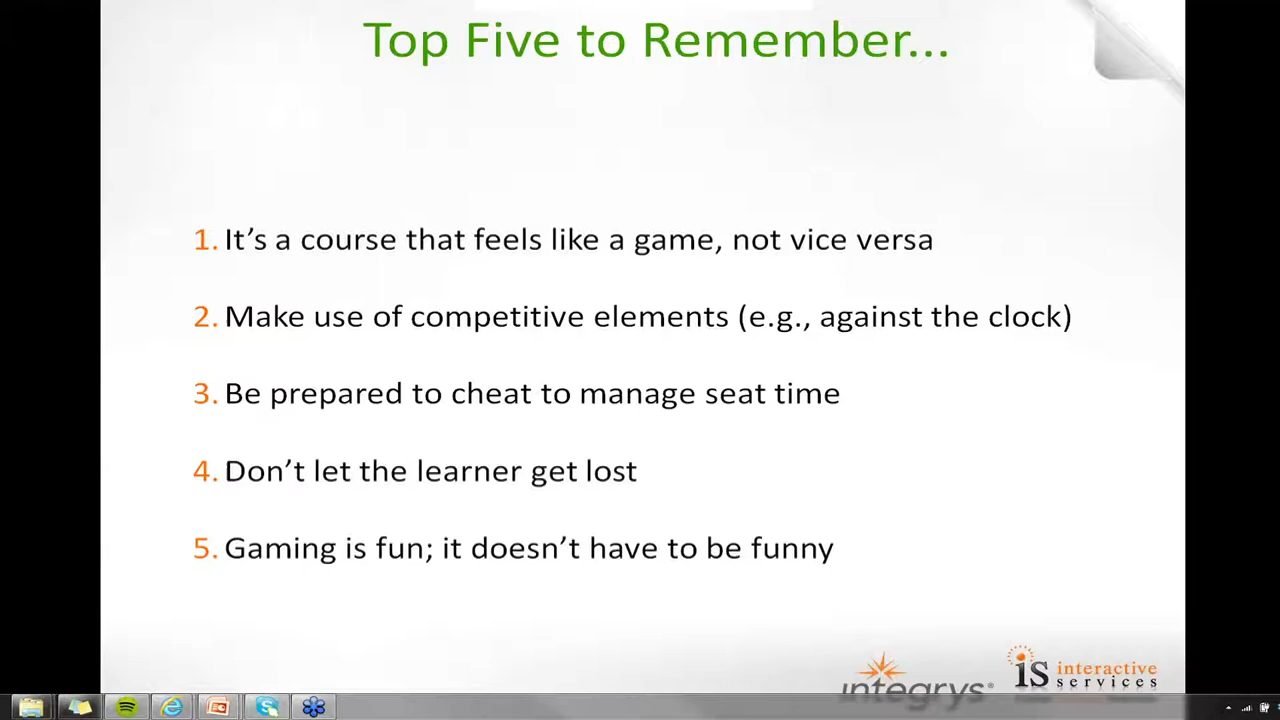 Top Five to Remember...
1. It's a course that feels like a game, not vice versa
2. Make use of competitive elements (e.g., against the clock)
3. Be prepared to cheat to manage seat time
4. Don't let the learner get lost
5. Gaming is fun; it doesn't have to be funny
integrys®
is interactive services